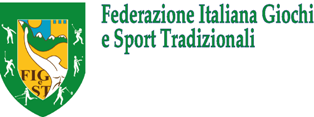 Federazione Italiana Giochi
e Sport Tradizionali
FIG
ST